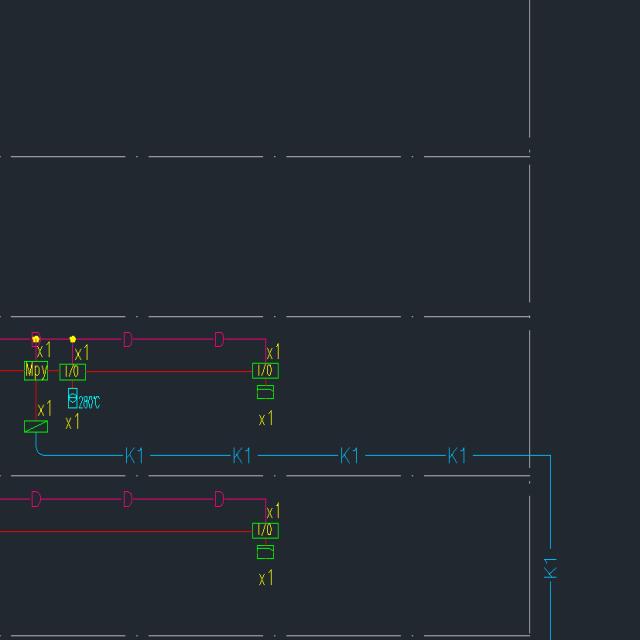 D D D
x1 x1 x1
Mpy I/O I/O
280℃
x1 x1 x1
K1 K1 K1 K1
D D D
x1
I/O
x1
K1